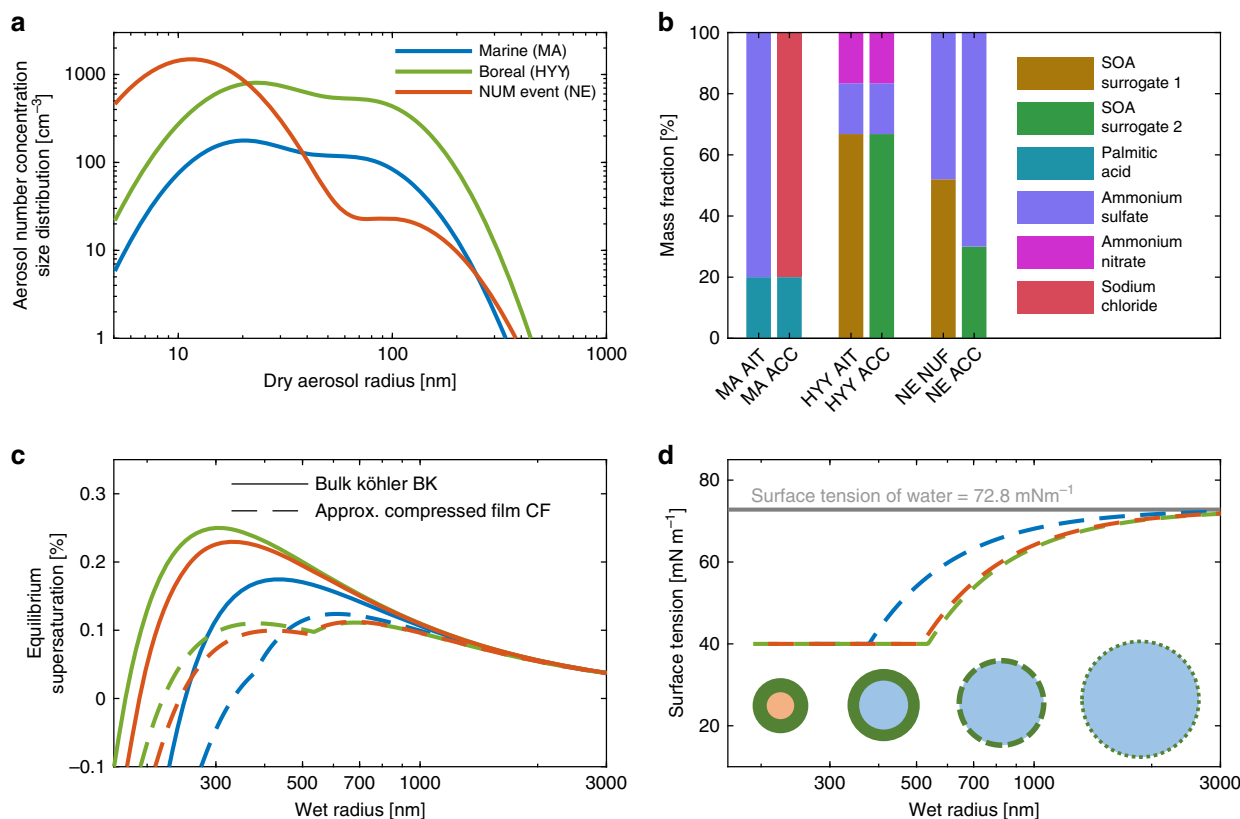 a
Aerosol number concentration
size distribution [cm⁻³]
1000
100
10
1
Marine (MA)
Boreal (HYY)
NUM event (NE)
10
100
1000
Dry aerosol radius [nm]
b
Mass fraction [%]
100
80
60
40
20
0
MA AIT
MA ACC
HYY AIT
HYY ACC
NE NUF
NE ACC
SOA
surrogate 1
SOA
surrogate 2
Palmitic
acid
Ammonium
sulfate
Ammonium
nitrate
Sodium
chloride
c
Equilibrium
supersaturation [%]
0.3
0.2
0.1
0
−0.1
Bulk köhler BK
Approx. compressed film CF
300
500
700
1000
3000
Wet radius [nm]
d
Surface tension [mN m⁻¹]
80
60
40
20
Surface tension of water = 72.8 mNm⁻¹
300
500
700
1000
3000
Wet radius [nm]